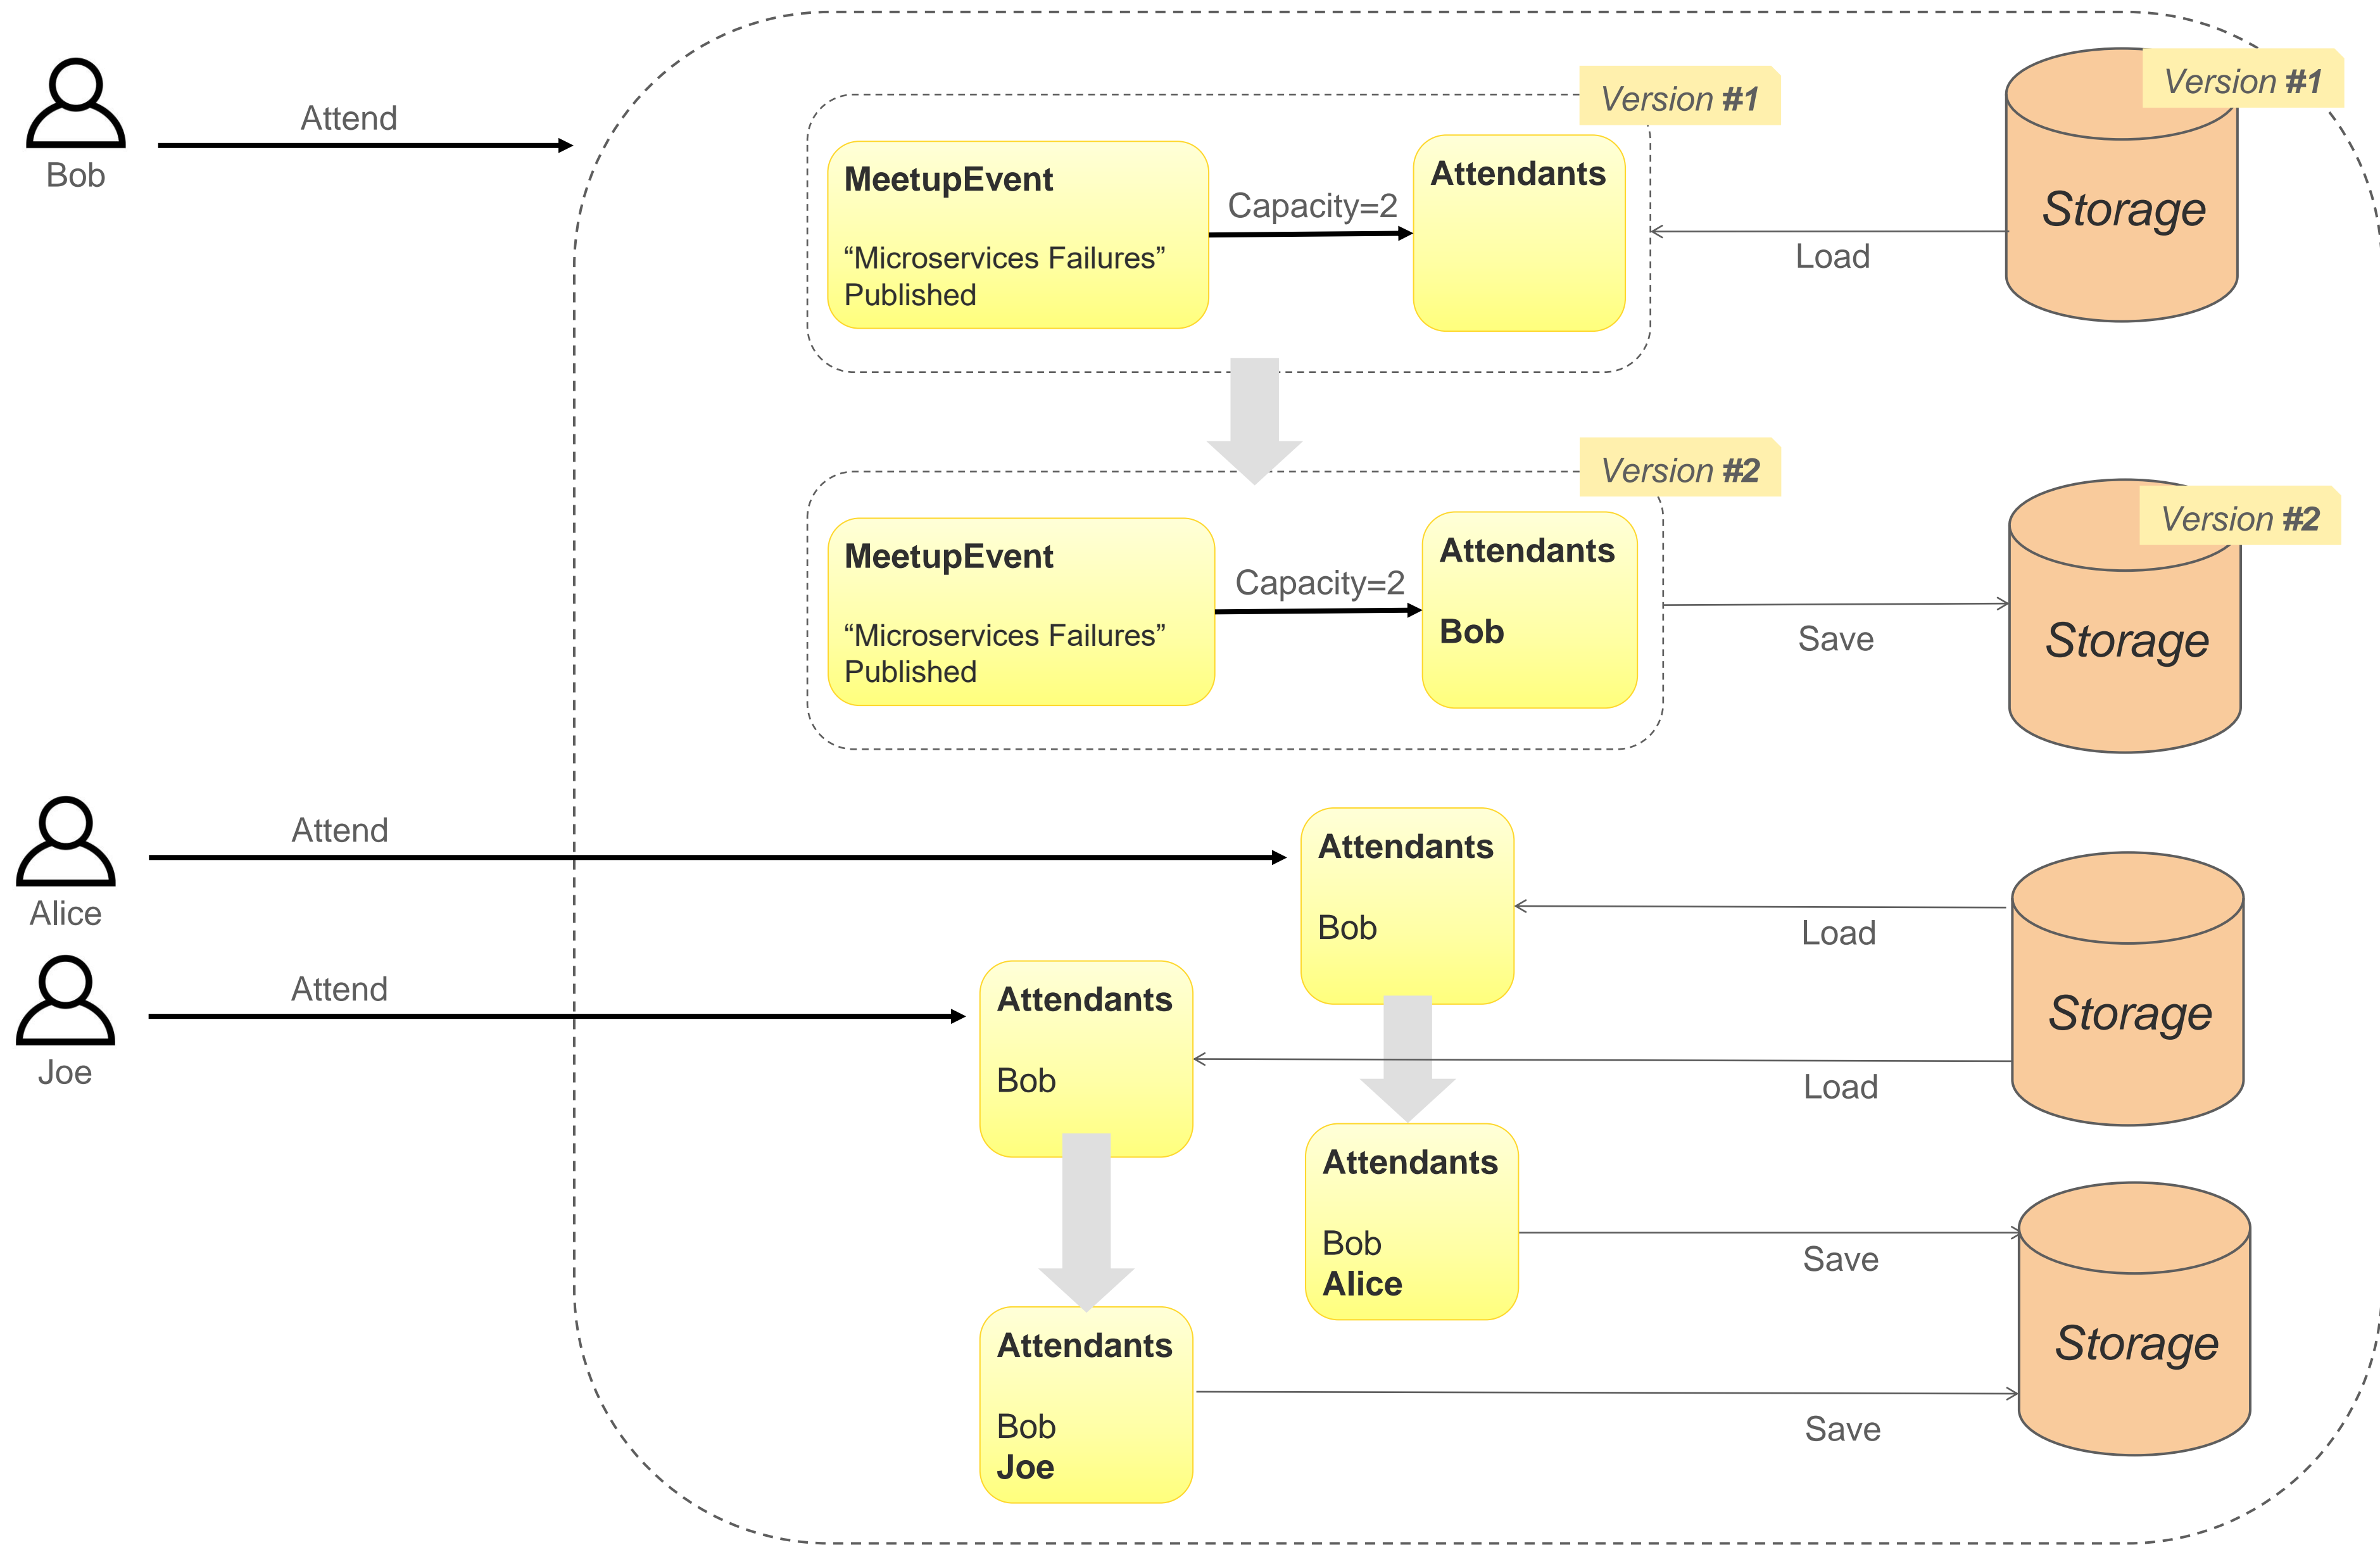 Bob
Attend
Version #1
MeetupEvent
“Microservices Failures”
Published
Capacity=2
Attendants
Load
Version #1
Storage
Version #2
MeetupEvent
“Microservices Failures”
Published
Capacity=2
Attendants
Bob
Save
Version #2
Storage
Alice
Attend
Attendants
Bob
Load
Joe
Attend
Attendants
Bob
Load
Storage
Attendants
Bob
Alice
Save
Attendants
Bob
Joe
Save
Storage